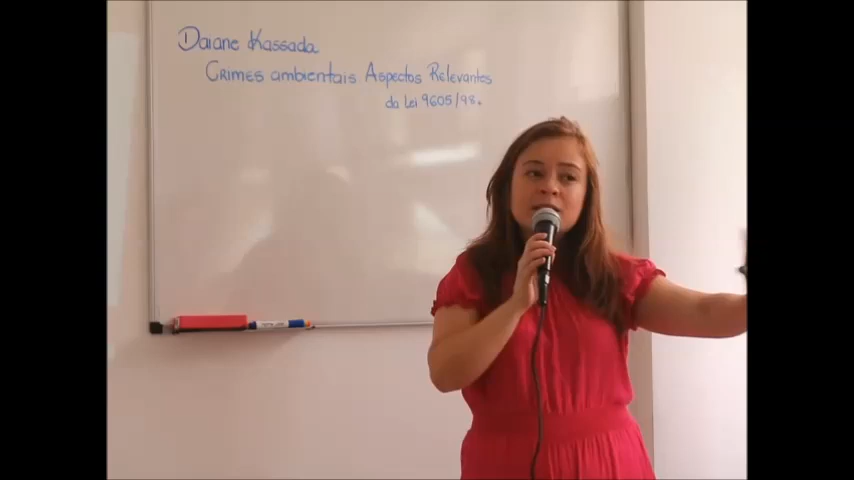 Daiane Kassada
Crimes ambientais Aspectos Relevantes
da Lei 9605/98.